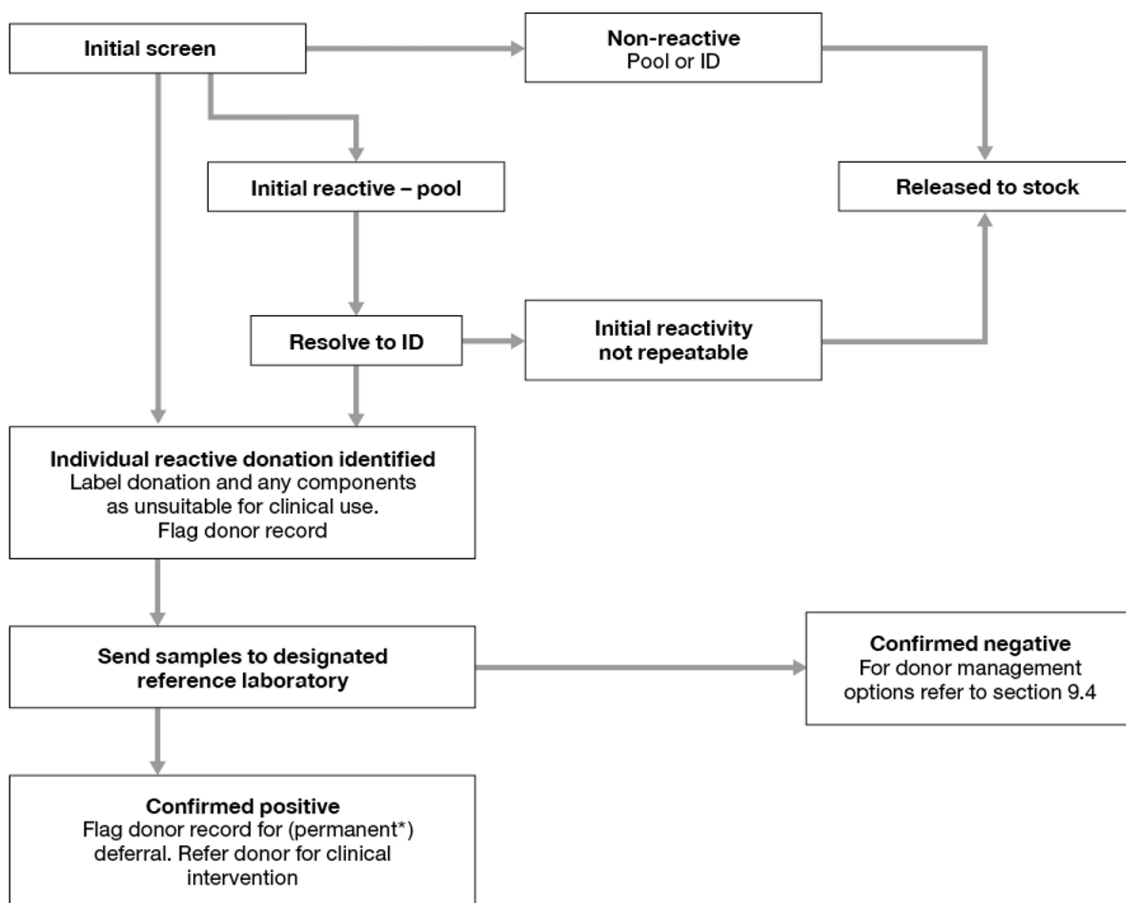 Initial screen
Non-reactive
Pool or ID
Initial reactive – pool
Released to stock
Resolve to ID
Initial reactivity
not repeatable
Individual reactive donation identified
Label donation and any components
as unsuitable for clinical use.
Flag donor record
Send samples to designated
reference laboratory
Confirmed negative
For donor management
options refer to section 9.4
Confirmed positive
Flag donor record for (permanent*)
deferral. Refer donor for clinical
intervention